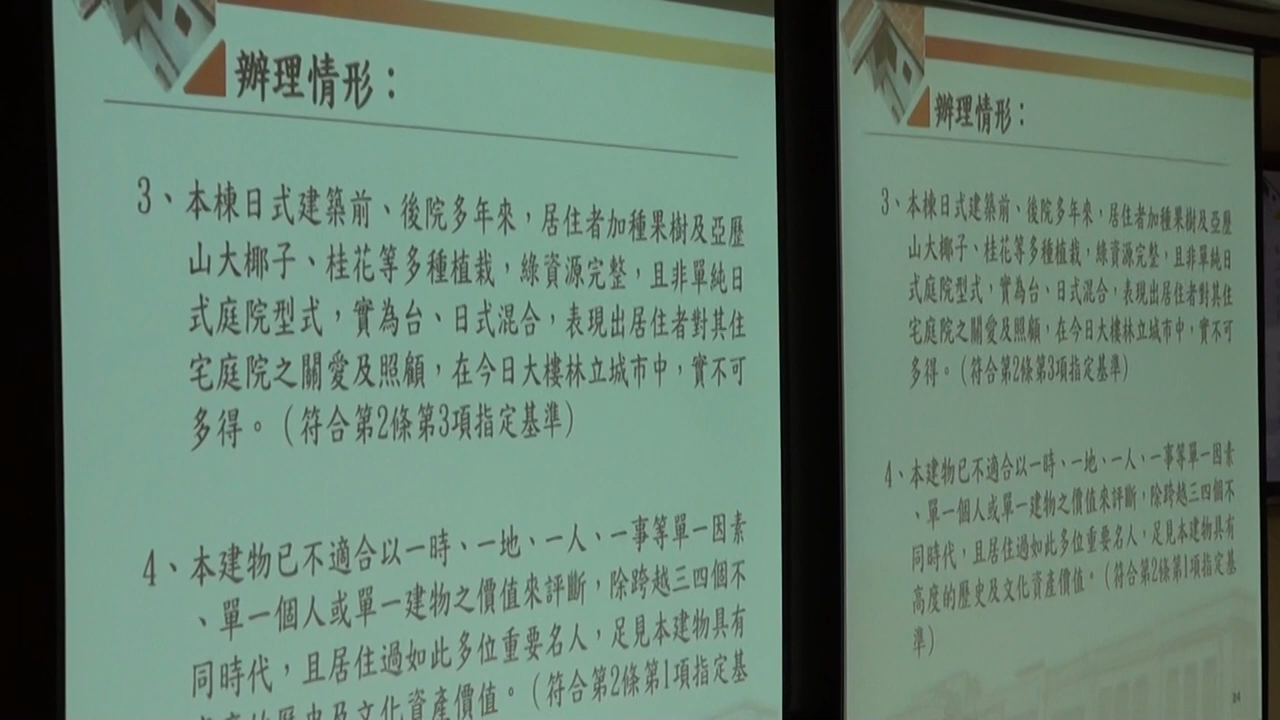 辦理情形：
3、本棟日式建築前、後院多年來，居住者加種果樹及亞歷
山大椰子、桂花等多種植栽，綠資源完整，且非單純日
式庭院型式，實為台、日式混合，表現出居住者對其住
宅庭院之關愛及照顧，在今日大樓林立城市中，實不可
多得。（符合第2條第3項指定基準）
4、本建物已不適合以一時、一地、一人、一事等單一因素
、單一個人或單一建物之價值來評斷，除跨越三四個不
同時代，且居住過如此多位重要名人，足見本建物具有
高度的歷史及文化資產價值。（符合第2條第1項指定基
辦理情形：
3、本棟日式建築前、後院多年來，居住者加種果樹及亞歷
山大椰子、桂花等多種植栽，綠資源完整，且非單純日
式庭院型式，實為台、日式混合，表現出居住者對其住
宅庭院之關愛及照顧，在今日大樓林立城市中，實不可
多得。（符合第2條第3項指定基準）
4、本建物已不適合以一時、一地、一人、一事等單一因素
、單一個人或單一建物之價值來評斷，除跨越三四個不
同時代，且居住過如此多位重要名人，足見本建物具有
高度的歷史及文化資產價值。（符合第2條第1項指定基
準）